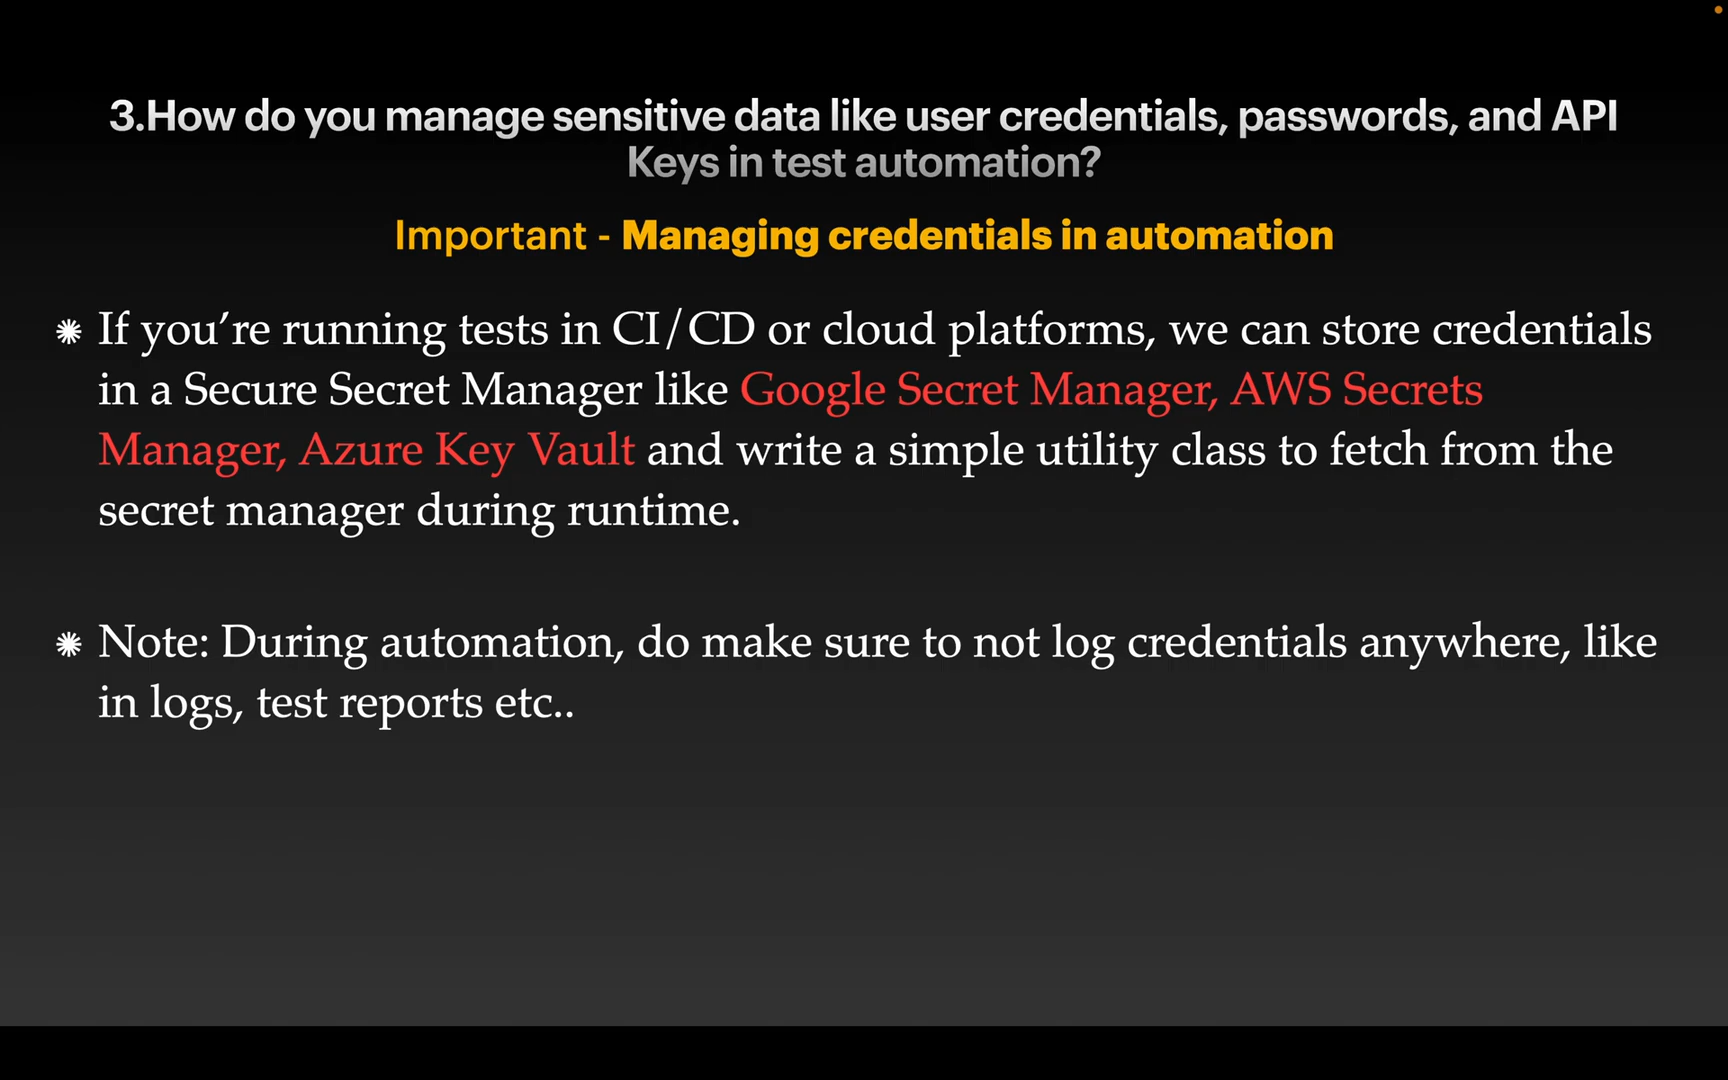 3.How do you manage sensitive data like user credentials, passwords, and API
Keys in test automation?
Important - Managing credentials in automation
If you’re running tests in CI/CD or cloud platforms, we can store credentials
in a Secure Secret Manager like Google Secret Manager, AWS Secrets
Manager, Azure Key Vault and write a simple utility class to fetch from the
secret manager during runtime.
Note: During automation, do make sure to not log credentials anywhere, like
in logs, test reports etc..